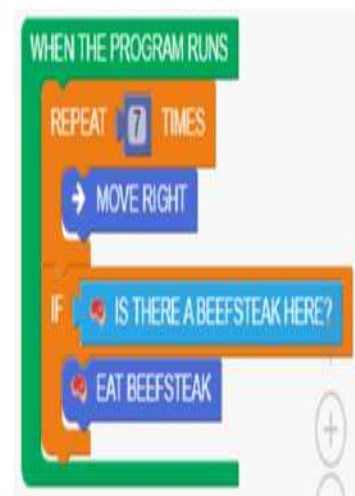 WHEN THE PROGRAM RUNS
REPEAT 7 TIMES
MOVE RIGHT
IF IS THERE A BEEFSTEAK HERE?
EAT BEEFSTEAK